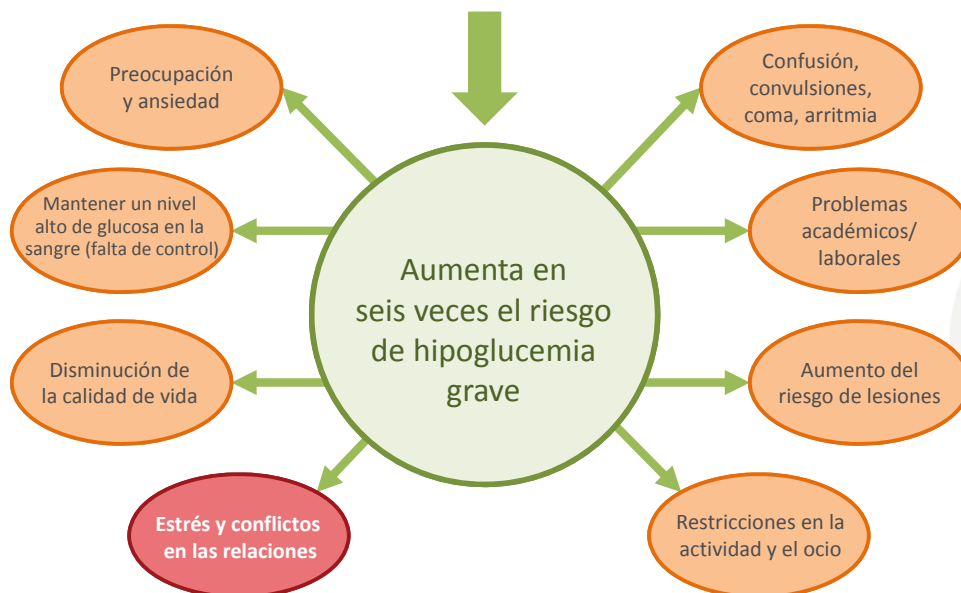 Preocupación
y ansiedad
Confusión,
convulsiones,
coma, arritmia
Mantener un nivel
alto de glucosa en la
sangre (falta de control)
Problemas
académicos/
laborales
Aumenta en
seis veces el riesgo
de hipoglucemia
grave
Disminución de
la calidad de vida
Aumento del
riesgo de lesiones
Estrés y conflictos
en las relaciones
Restricciones en la
actividad y el ocio